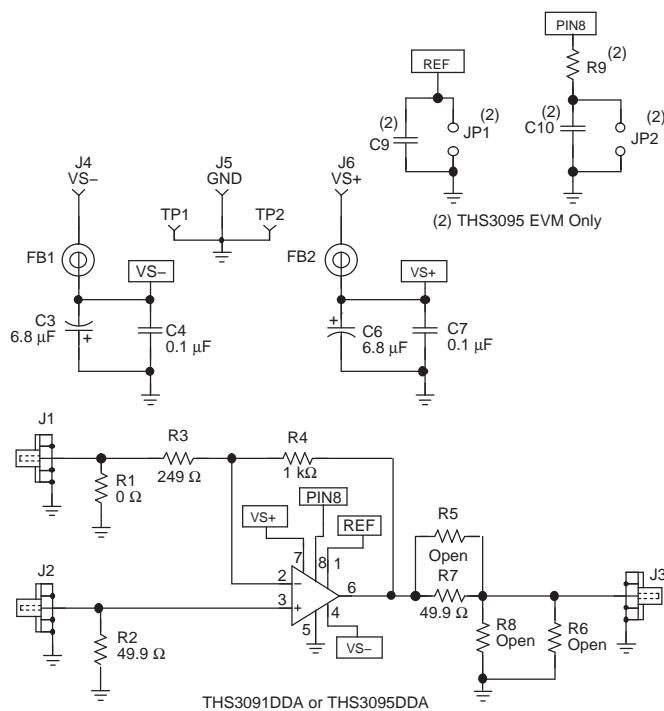 PIN8
REF
R9
(2)
(2)
(2)
(2)
(2)
C9
JP1
C10
JP2
(2) THS3095 EVM Only
J4
VS−
J5
GND
J6
VS+
TP1
TP2
FB1
FB2
VS−
VS+
C3
6.8 µF
+
C4
0.1 µF
+
C6
6.8 µF
C7
0.1 µF
J1
R3
249 Ω
R4
1 kΩ
R1
0 Ω
PIN8
VS+
REF
7
8
1
2
−
3
+
6
5
4
VS−
R5
Open
R7
49.9 Ω
J3
J2
R2
49.9 Ω
R8
Open
R6
Open
THS3091DDA or THS3095DDA